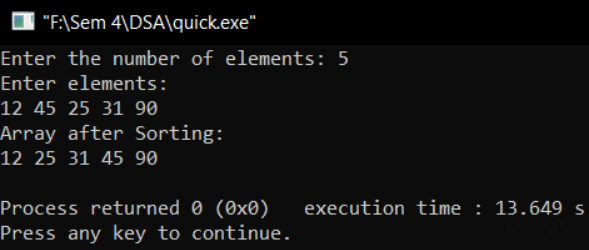 "F:\Sem 4\DSA\quick.exe"
Enter the number of elements: 5
Enter elements:
12 45 25 31 90
Array after Sorting:
12 25 31 45 90
Process returned 0 (0x0)   execution time : 13.649 s
Press any key to continue.